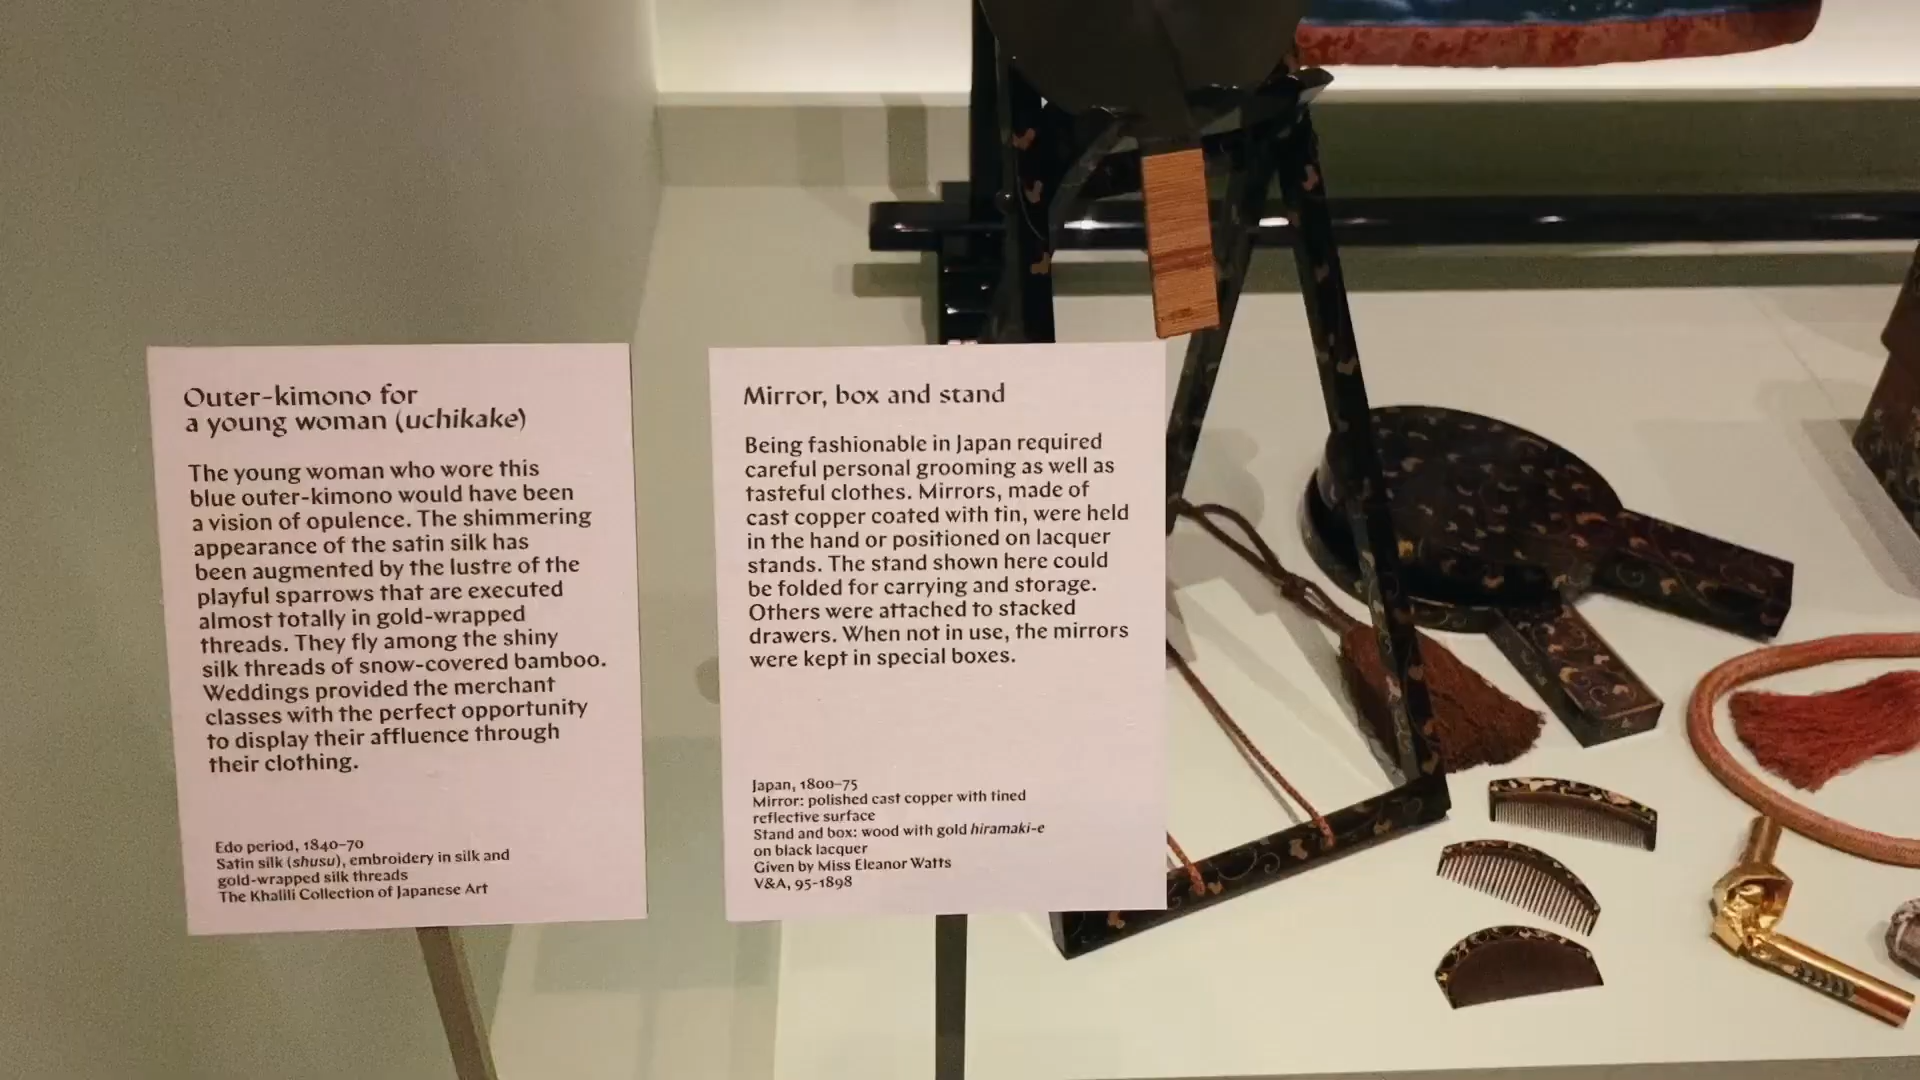 Outer-kimono for
a young woman (uchikake)
The young woman who wore this
blue outer-kimono would have been
a vision of opulence. The shimmering
appearance of the satin silk has
been augmented by the lustre of the
playful sparrows that are executed
almost totally in gold-wrapped
threads. They fly among the shiny
silk threads of snow-covered bamboo.
Weddings provided the merchant
classes with the perfect opportunity
to display their affluence through
their clothing.
Edo period, 1840–70
Satin silk (shusu), embroidery in silk and
gold-wrapped silk threads
The Khalili Collection of Japanese Art
Mirror, box and stand
Being fashionable in Japan required
careful personal grooming as well as
tasteful clothes. Mirrors, made of
cast copper coated with tin, were held
in the hand or positioned on lacquer
stands. The stand shown here could
be folded for carrying and storage.
Others were attached to stacked
drawers. When not in use, the mirrors
were kept in special boxes.
Japan, 1800–75
Mirror: polished cast copper with tined
reflective surface
Stand and box: wood with gold hiramaki-e
on black lacquer
Given by Miss Eleanor Watts
V&A, 95-1898